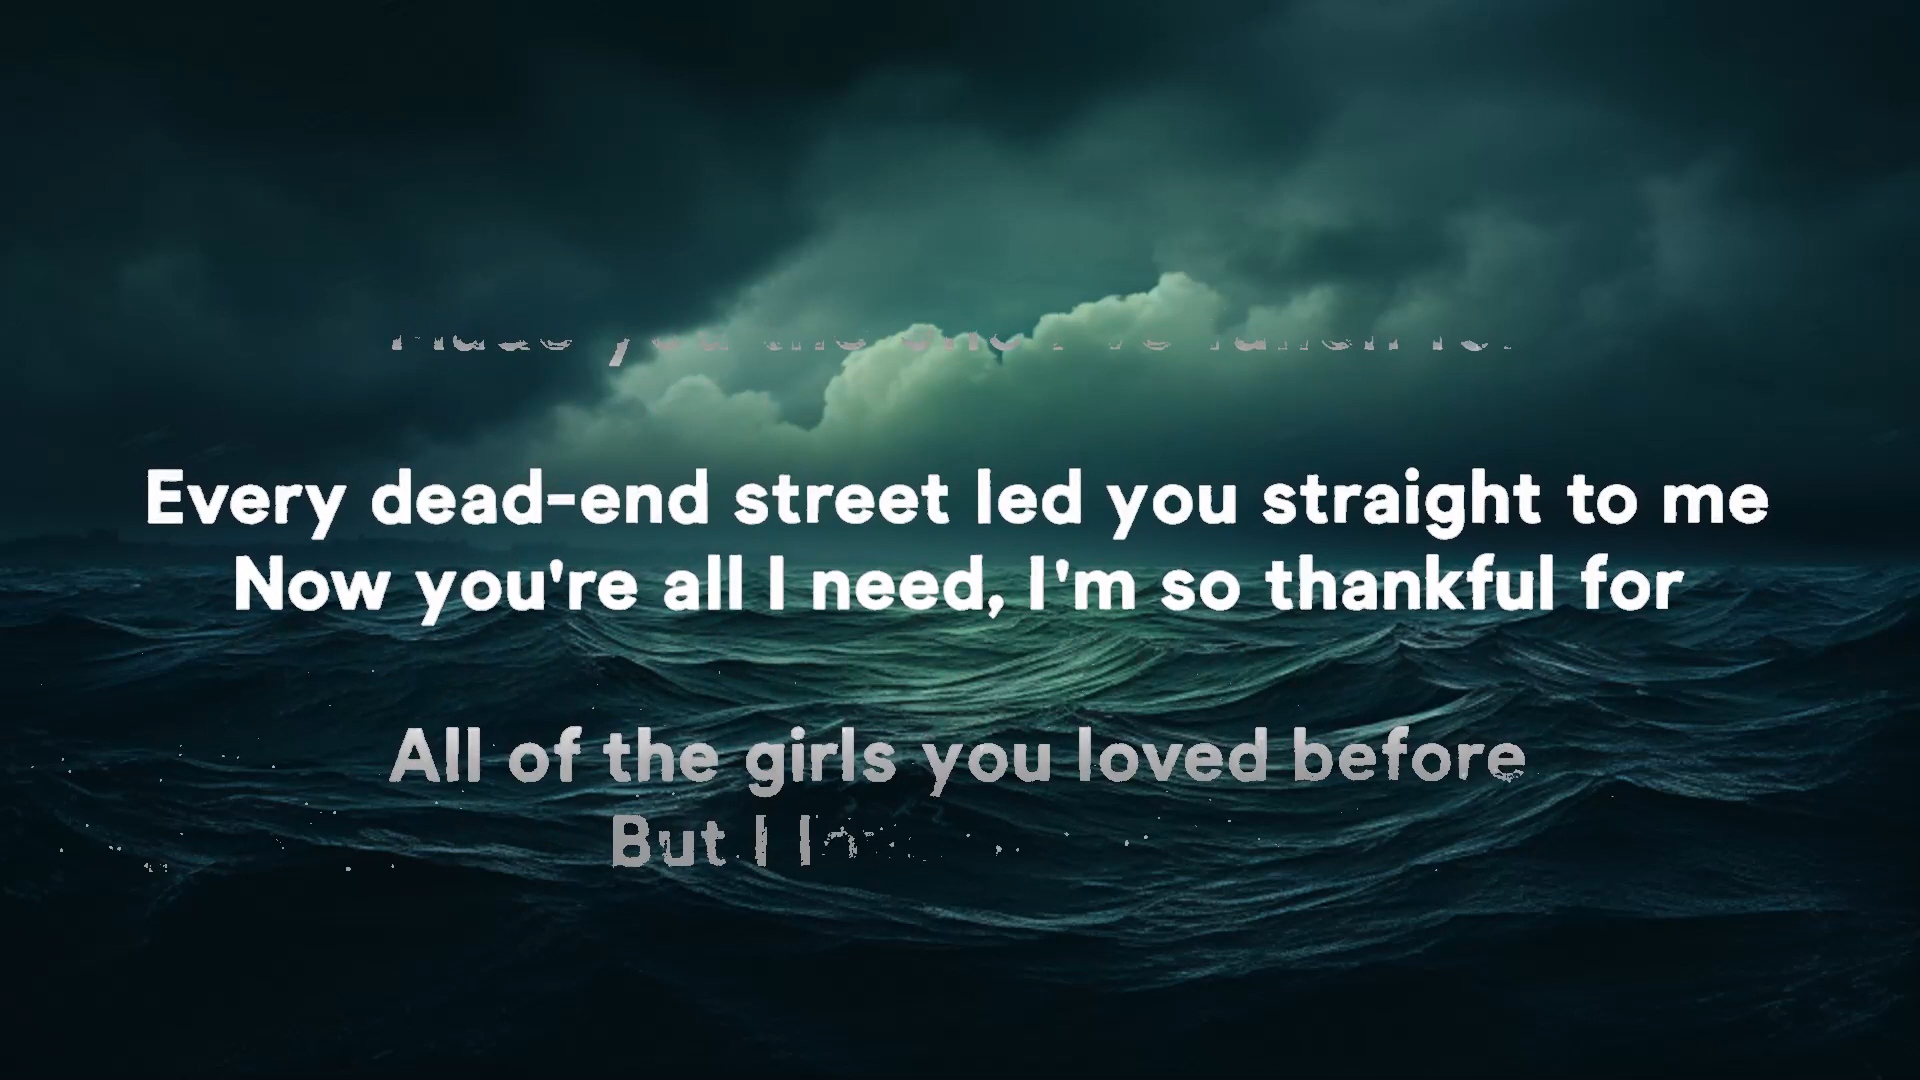 Every dead-end street led you straight to me
Now you're all I need, I'm so thankful for
All of the girls you loved before
But I